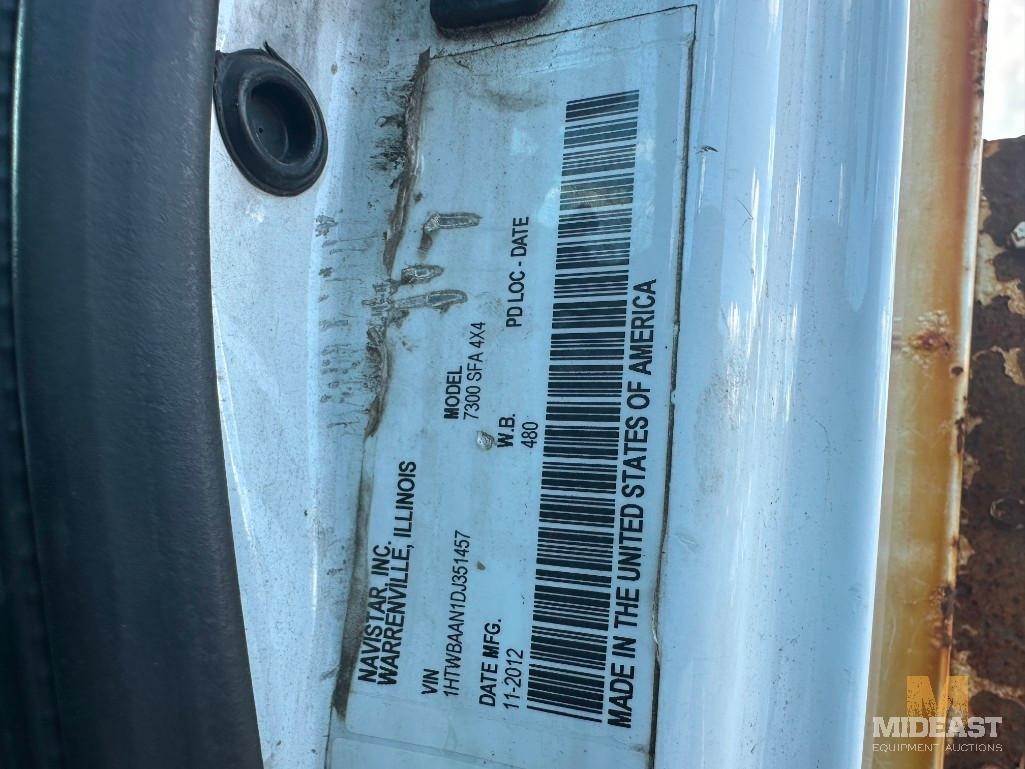 NAVISTAR, INC.
WARRENVILLE, ILLINOIS
VIN
1HTWBAAN1DJ351457
MODEL
7300 SFA 4X4
DATE MFG.
11-2012
W.B.
480
PD LOC - DATE
MADE IN THE UNITED STATES OF AMERICA
MIDEAST
EQUIPMENT AUCTIONS